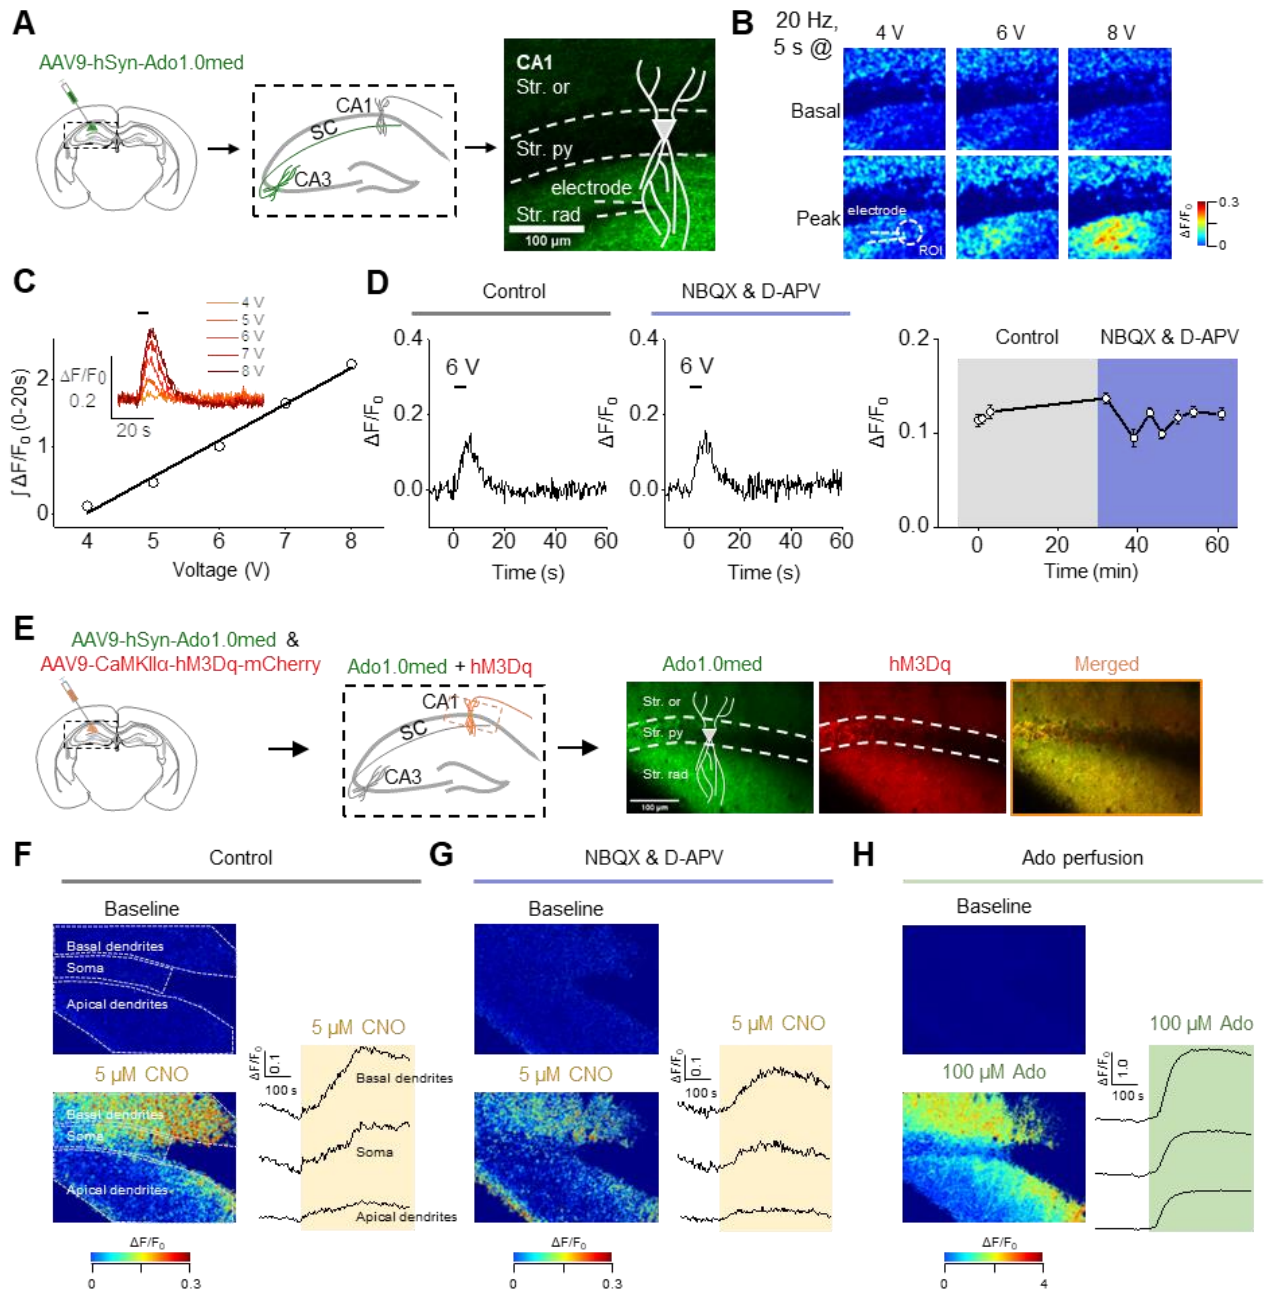 A
AAV9-hSyn-Ado1.0med
CA1
SC
CA3
CA1
Str. or
Str. py
electrode
Str. rad
100 µm
B
20 Hz,
5 s @
4 V
6 V
8 V
Basal
Peak
electrode
ROI
0.3
ΔF/F0
0
C
4 V
5 V
6 V
7 V
8 V
ΔF/F0
0.2
20 s
∫ ΔF/F0 (0-20s)
2
1
0
4
5
6
7
8
Voltage (V)
D
Control
NBQX & D-APV
0.4
6 V
0.2
0.0
ΔF/F0
0
20
40
60
Time (s)
0.4
6 V
0.2
0.0
ΔF/F0
0
20
40
60
Time (s)
0.2
Control
NBQX & D-APV
0.1
0.0
ΔF/F0
0
20
40
60
Time (min)
E
AAV9-hSyn-Ado1.0med &
AAV9-CaMKIIα-hM3Dq-mCherry
Ado1.0med + hM3Dq
CA1
SC
CA3
Ado1.0med
hM3Dq
Merged
Str. or
Str. py
Str. rad
100 µm
F
Control
Baseline
Basal dendrites
Soma
Apical dendrites
5 µM CNO
Basal dendrites
Soma
Apical dendrites
5 µM CNO
ΔF/F0
0.1
100 s
Basal dendrites
Soma
Apical dendrites
ΔF/F0
0
0.3
G
NBQX & D-APV
Baseline
5 µM CNO
5 µM CNO
ΔF/F0
0.1
100 s
ΔF/F0
0
0.3
H
Ado perfusion
Baseline
100 µM Ado
100 µM Ado
ΔF/F0
1.0
100 s
ΔF/F0
0
4